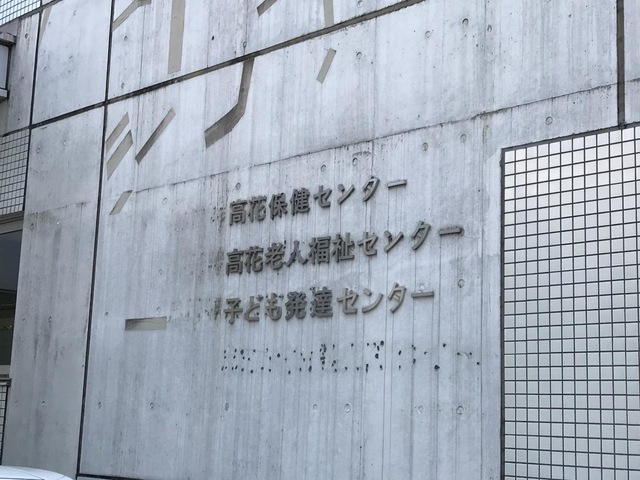 高花保健センター
高花老人福祉センター
子ども発達センター